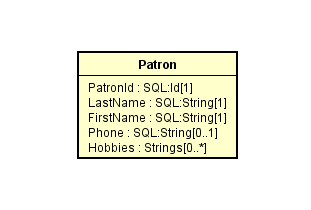 Patron
PatronId : SQL:Id[1]
LastName : SQL:String[1]
FirstName : SQL:String[1]
Phone : SQL:String[0..1]
Hobbies : Strings[0..*]